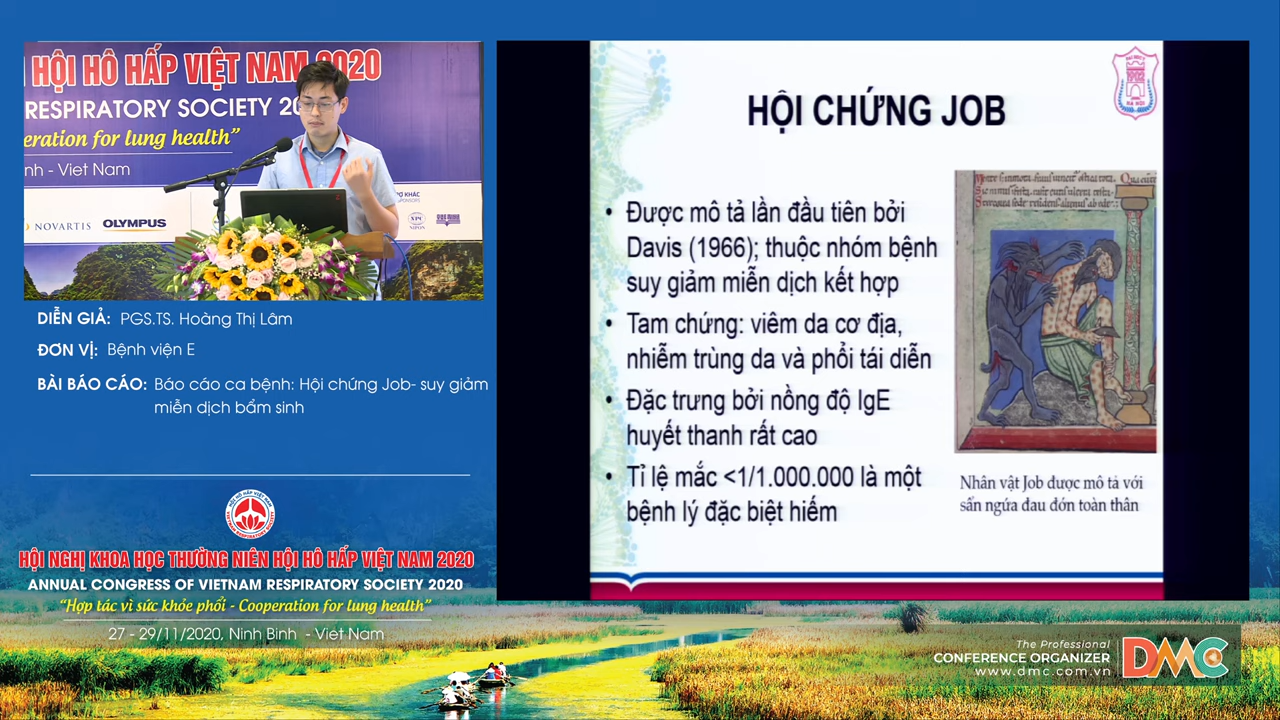 HỘI HÔ HẤP VIỆT NAM 2020
RESPIRATORY SOCIETY 20
eration for lung health”
nh - Viet Nam
NOVARTIS
OLYMPUS
DIỄN GIẢ: PGS.TS. Hoàng Thị Lâm
ĐƠN VỊ: Bệnh viện E
BÀI BÁO CÁO: Báo cáo ca bệnh: Hội chứng Job- suy giảm
miễn dịch bẩm sinh
HỘI NGHỊ KHOA HỌC THƯỜNG NIÊN HỘI HÔ HẤP VIỆT NAM 2020
ANNUAL CONGRESS OF VIETNAM RESPIRATORY SOCIETY 2020
“Hợp tác vì sức khỏe phổi - Cooperation for lung health”
27 - 29/11/2020, Ninh Binh - Viet Nam
HỘI CHỨNG JOB
1902
HÀ NỘI
• Được mô tả lần đầu tiên bởi
Davis (1966); thuộc nhóm bệnh
suy giảm miễn dịch kết hợp
• Tam chứng: viêm da cơ địa,
nhiễm trùng da và phổi tái diễn
• Đặc trưng bởi nồng độ IgE
huyết thanh rất cao
• Tỉ lệ mắc <1/1.000.000 là một
bệnh lý đặc biệt hiếm
Nhân vật Job được mô tả với
sẩn ngứa đau đớn toàn thân
The Professional
CONFERENCE ORGANIZER
www.dmc.com.vn
DMC